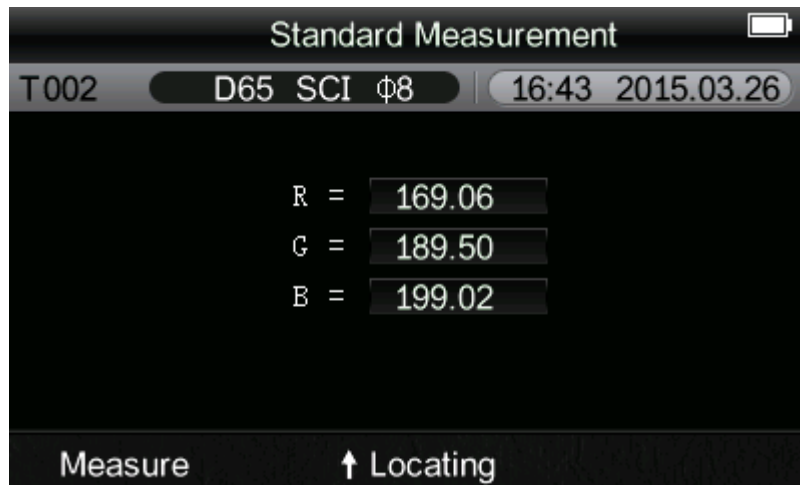 Standard Measurement
T002 D65 SCI Φ8 16:43 2015.03.26
R = 169.06
G = 189.50
B = 199.02
Measure ↑ Locating